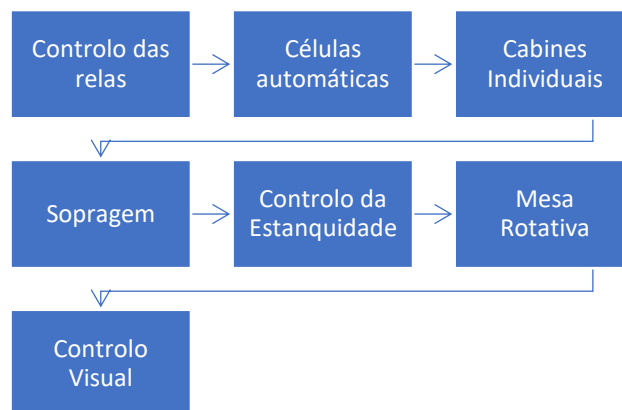 Controlo das
relas
Células
automáticas
Cabines
Individuais
Sopragem
Controlo da
Estanquidade
Mesa
Rotativa
Controlo
Visual